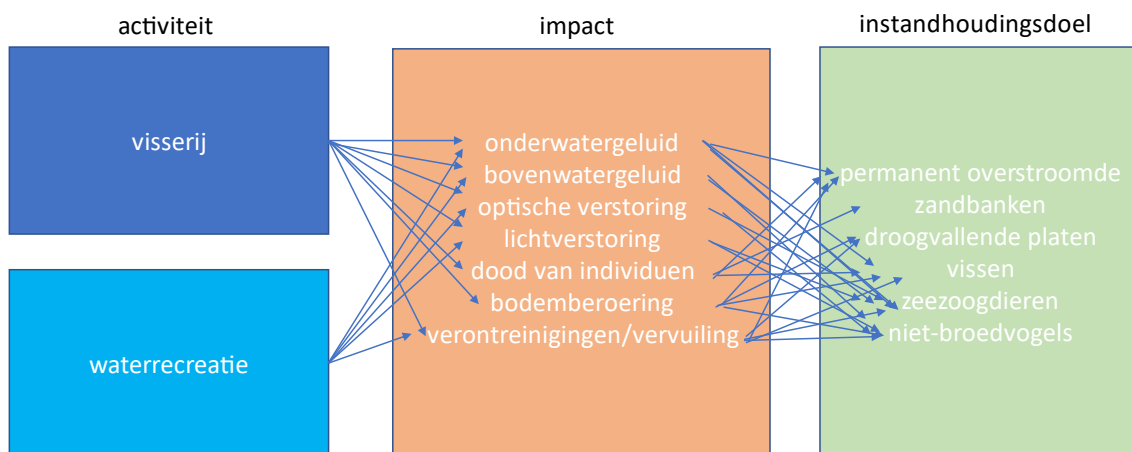 activiteit
impact
instandhoudingsdoel
visserij
waterrecreatie
onderwatergeluid
bovenwatergeluid
optische verstoring
lichtverstoring
dood van individuen
bodemberoering
verontreinigingen/vervuiling
permanent overstroomde
zandbanken
droogvallende platen
vissen
zeezoogdieren
niet-broedvogels